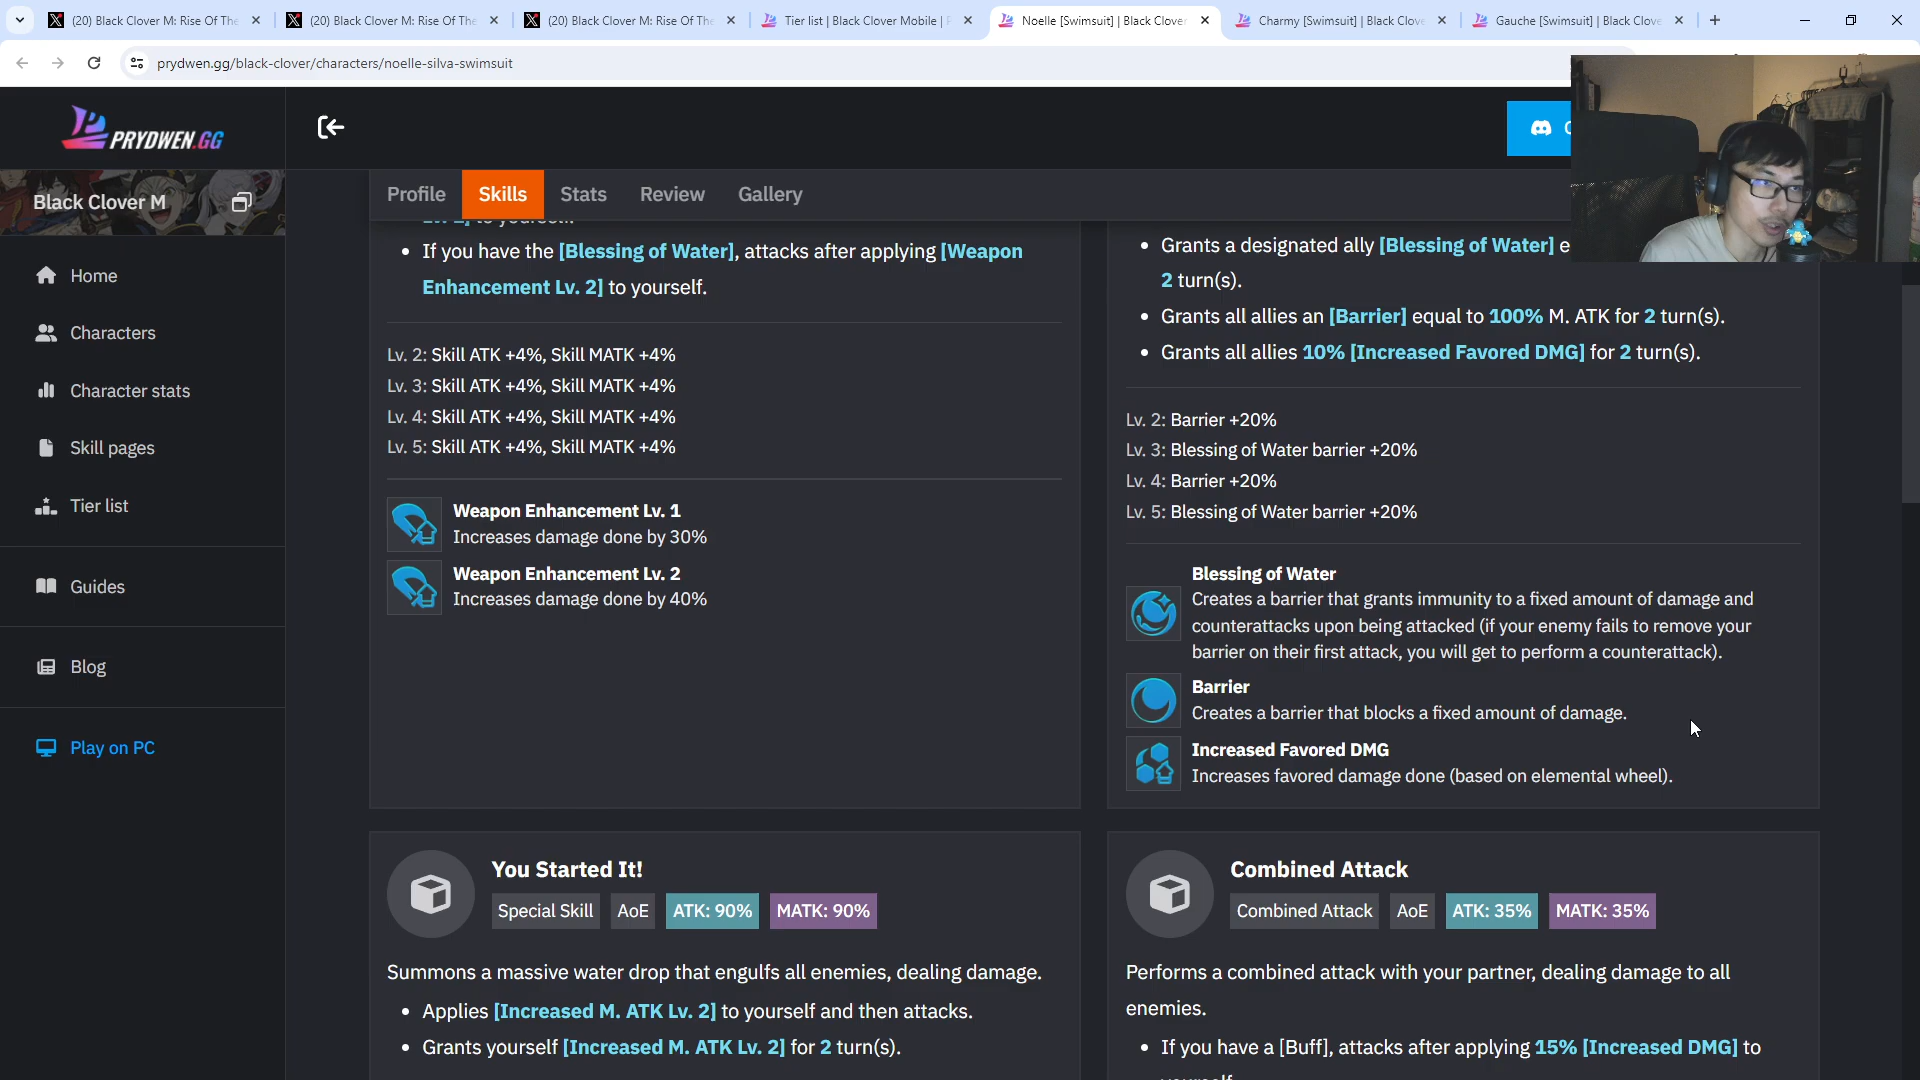 (20) Black Clover M: Rise Of The
(20) Black Clover M: Rise Of The
(20) Black Clover M: Rise Of The
Tier list | Black Clover Mobile |
Noelle [Swimsuit] | Black Clover
Charmy [Swimsuit] | Black Clove
Gauche [Swimsuit] | Black Clove
prydwen.gg/black-clover/characters/noelle-silva-swimsuit
PRYDWEN.GG
Black Clover M
Home
Characters
Character stats
Skill pages
Tier list
Guides
Blog
Play on PC
Profile
Skills
Stats
Review
Gallery
If you have the [Blessing of Water], attacks after applying [Weapon
Enhancement Lv. 2] to yourself.
Lv. 2: Skill ATK +4%, Skill MATK +4%
Lv. 3: Skill ATK +4%, Skill MATK +4%
Lv. 4: Skill ATK +4%, Skill MATK +4%
Lv. 5: Skill ATK +4%, Skill MATK +4%
Weapon Enhancement Lv. 1
Increases damage done by 30%
Weapon Enhancement Lv. 2
Increases damage done by 40%
Grants a designated ally [Blessing of Water] e
2 turn(s).
Grants all allies an [Barrier] equal to 100% M. ATK for 2 turn(s).
Grants all allies 10% [Increased Favored DMG] for 2 turn(s).
Lv. 2: Barrier +20%
Lv. 3: Blessing of Water barrier +20%
Lv. 4: Barrier +20%
Lv. 5: Blessing of Water barrier +20%
Blessing of Water
Creates a barrier that grants immunity to a fixed amount of damage and
counterattacks upon being attacked (if your enemy fails to remove your
barrier on their first attack, you will get to perform a counterattack).
Barrier
Creates a barrier that blocks a fixed amount of damage.
Increased Favored DMG
Increases favored damage done (based on elemental wheel).
You Started It!
Special Skill AoE ATK: 90% MATK: 90%
Summons a massive water drop that engulfs all enemies, dealing damage.
Applies [Increased M. ATK Lv. 2] to yourself and then attacks.
Grants yourself [Increased M. ATK Lv. 2] for 2 turn(s).
Combined Attack
Combined Attack AoE ATK: 35% MATK: 35%
Performs a combined attack with your partner, dealing damage to all
enemies.
If you have a [Buff], attacks after applying 15% [Increased DMG] to